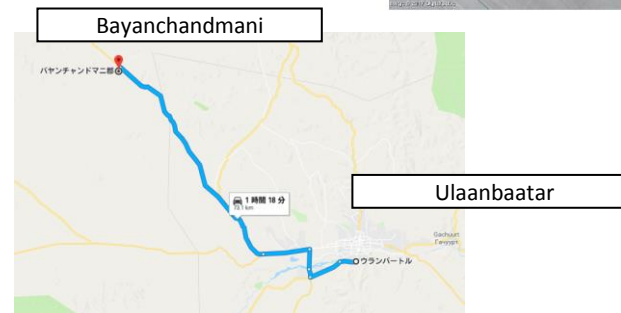 Bayanchandmani
バヤンチャンドマニ郡
1 時間 18 分
Ulaanbaatar
Gachuurt
ウランバートル